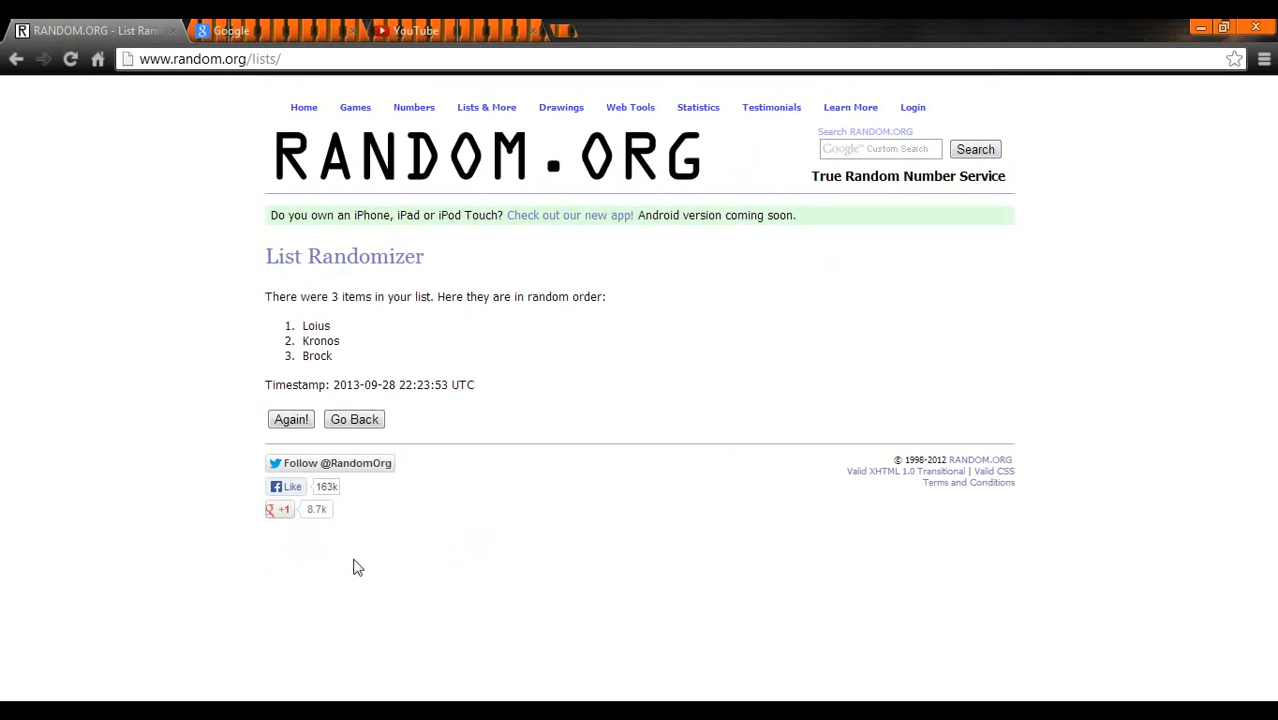 RANDOM.ORG - List Ran
Google
YouTube
www.random.org/lists/
Home Games Numbers Lists & More Drawings Web Tools Statistics Testimonials Learn More Login
RANDOM.ORG
Search RANDOM.ORG
Google™ Custom Search Search
True Random Number Service
Do you own an iPhone, iPad or iPod Touch? Check out our new app! Android version coming soon.
List Randomizer
There were 3 items in your list. Here they are in random order:
1. Loius
2. Kronos
3. Brock
Timestamp: 2013-09-28 22:23:53 UTC
Again! Go Back
Follow @RandomOrg
Like 163k
+1 8.7k
© 1998-2012 RANDOM.ORG
Valid XHTML 1.0 Transitional | Valid CSS
Terms and Conditions